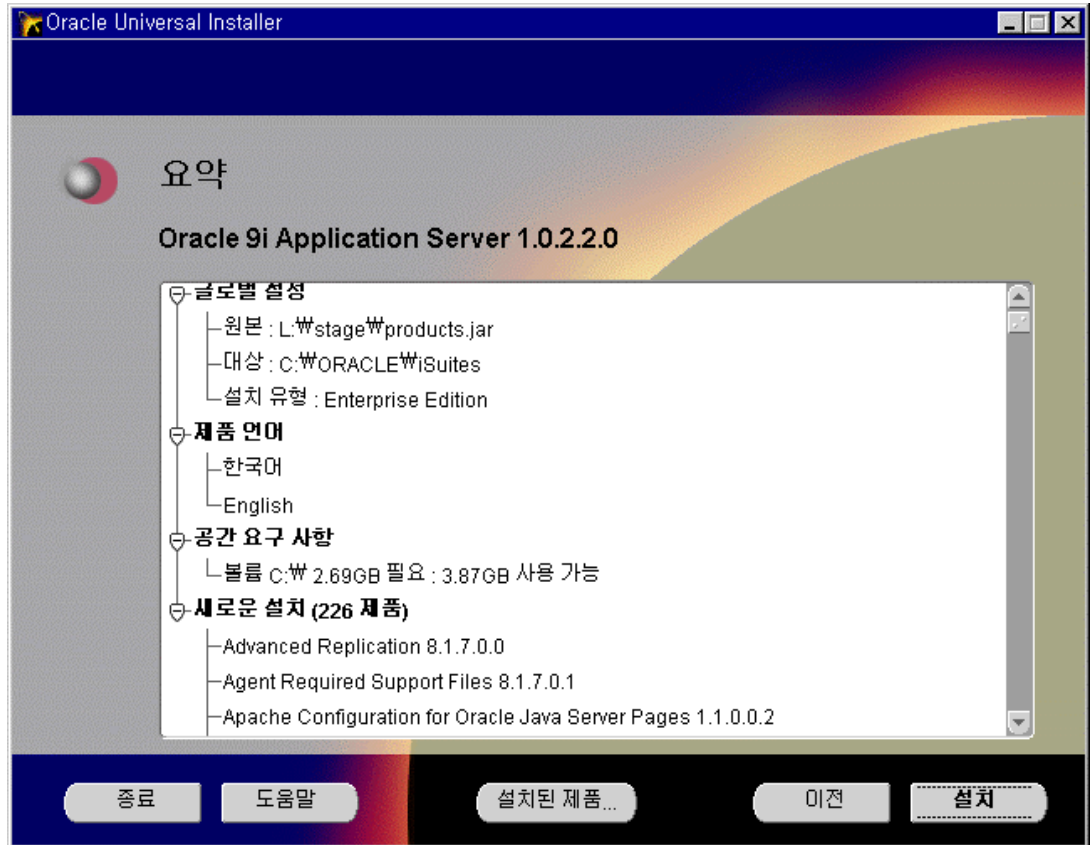 Oracle Universal Installer
요약
Oracle 9i Application Server 1.0.2.2.0
글로벌 설정
원본 : L:₩stage₩products.jar
대상 : C:₩ORACLE₩iSuites
설치 유형 : Enterprise Edition
제품 언어
한국어
English
공간 요구 사항
볼륨 C:₩ 2.69GB 필요 : 3.87GB 사용 가능
새로운 설치 (226 제품)
Advanced Replication 8.1.7.0.0
Agent Required Support Files 8.1.7.0.1
Apache Configuration for Oracle Java Server Pages 1.1.0.0.2
종료 도움말 설치된 제품... 이전 설치